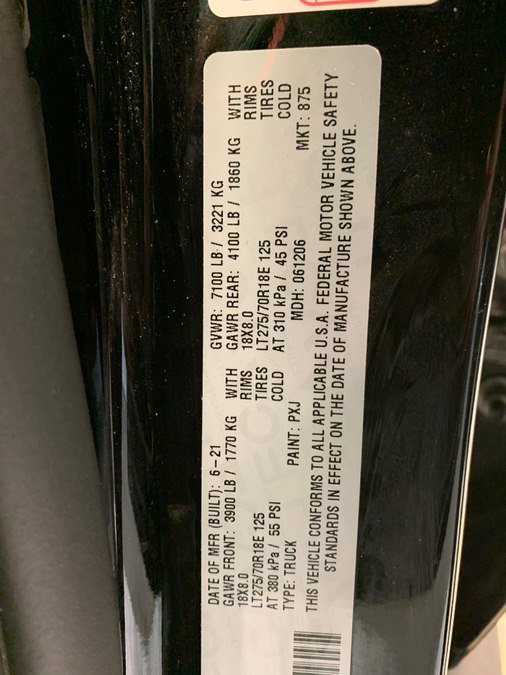 DATE OF MFR (BUILT): 6-21 GVWR: 7100 LB / 3221 KG
GAWR FRONT: 3900 LB / 1770 KG WITH GAWR REAR: 4100 LB / 1860 KG WITH
18X8.0 RIMS 18X8.0 RIMS
LT275/70R18E 125 TIRES LT275/70R18E 125 TIRES
AT 380 kPa / 55 PSI COLD AT 310 kPa / 45 PSI COLD
TYPE: TRUCK PAINT: PXJ MDH: 061206 MKT: 875
THIS VEHICLE CONFORMS TO ALL APPLICABLE U.S.A. FEDERAL MOTOR VEHICLE SAFETY
STANDARDS IN EFFECT ON THE DATE OF MANUFACTURE SHOWN ABOVE.